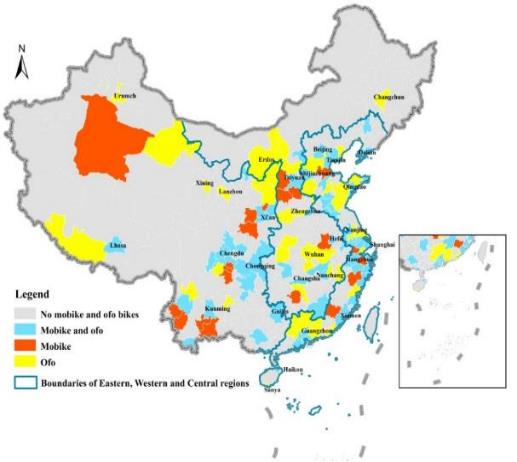 N
Urumch
Changchun
Beijing
Tianjin
Dalian
Erdos
Taiyuan
Shijiazhuang
Xining
Lanzhou
Qingdao
Xi'an
Zhengzhou
Nanjing
Hefei
Shanghai
Lhasa
Chengdu
Wuhan
Hangzhou
Chongqing
Nanchang
Changsha
Kunming
Guilin
Xiamen
Guangzhou
Haikou
Sanya
Legend
No mobike and ofo bikes
Mobike and ofo
Mobike
Ofo
Boundaries of Eastern, Western and Central regions